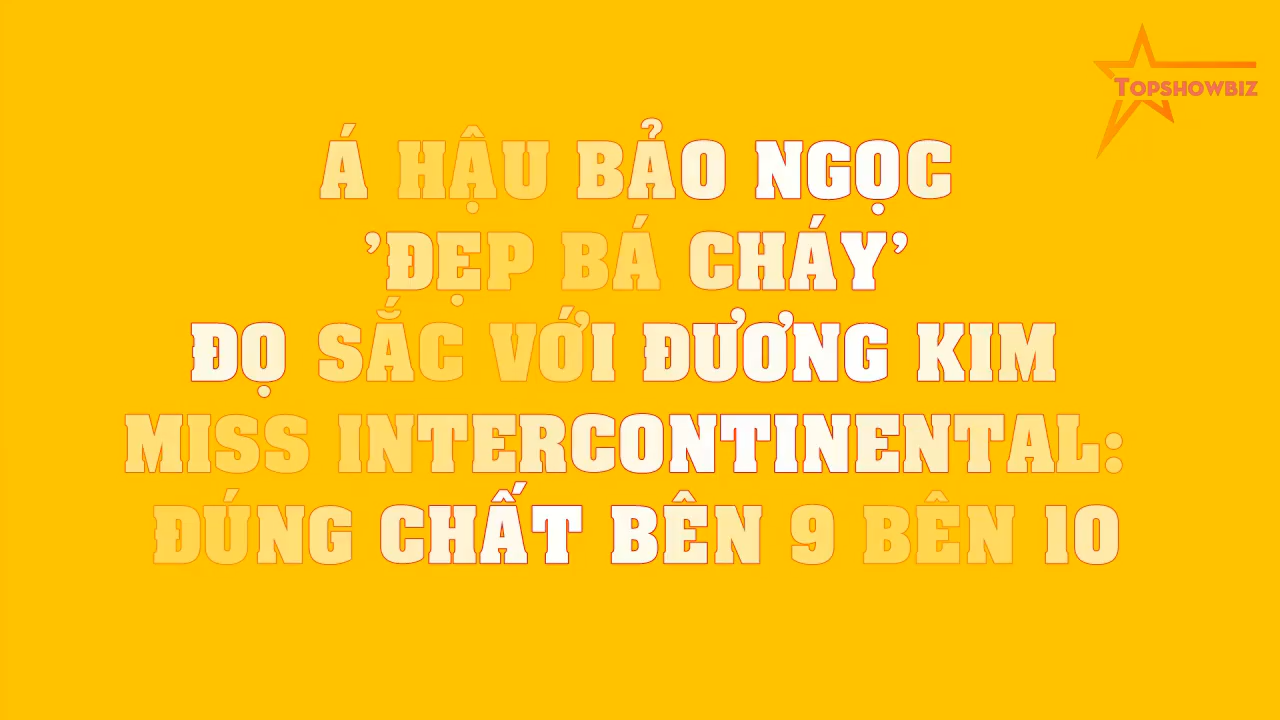 TOPSHOWBIZ
Á HẬU BẢO NGỌC
'ĐẸP BÁ CHÁY'
ĐỌ SẮC VỚI ĐƯƠNG KIM
MISS INTERCONTINENTAL:
ĐÚNG CHẤT BÊN 9 BÊN 10